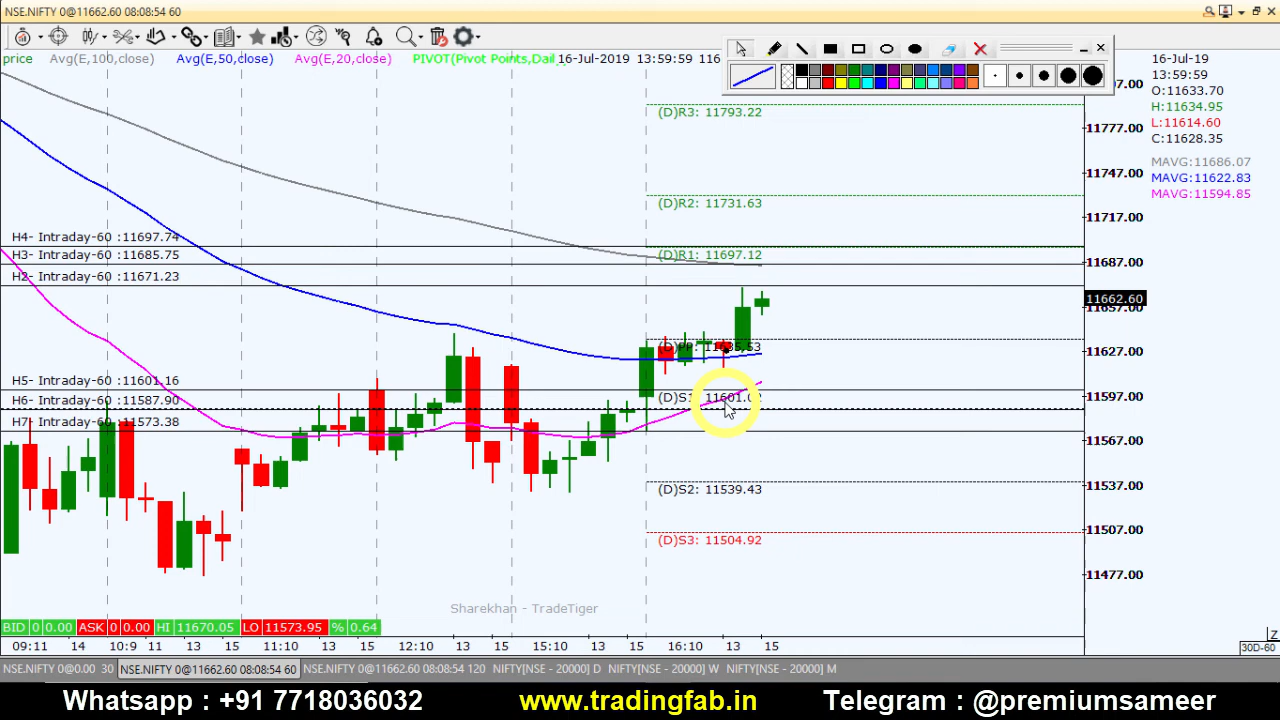 NSE.NIFTY 0@11662.60 08:08:54 60
price Avg(E,100,close) Avg(E,50,close) Avg(E,20,close) PIVOT(Pivot Points,Dail 16-Jul-2019 13:59:59 116
16-Jul-19
13:59:59
O:11633.70
H:11634.95
L:11614.60
C:11628.35
MAVG:11686.07
MAVG:11622.83
MAVG:11594.85
(D)R3: 11793.22
(D)R2: 11731.63
(D)R1: 11697.12
(D)S2: 11539.43
(D)S3: 11504.92
H4- Intraday-60 :11697.74
H3- Intraday-60 :11685.75
H2- Intraday-60 :11671.23
H5- Intraday-60 :11601.16
H6- Intraday-60 :11587.90
H7- Intraday-60 :11573.38
11777.00
11747.00
11717.00
11687.00
11662.60
11657.00
11627.00
11597.00
11567.00
11537.00
11507.00
11477.00
Sharekhan - TradeTiger
BID 0 0.00 ASK 0 0.00 HI 11670.05 LO 11573.95 % 0.64
09:11 14 10:9 11 13 15 11:10 13 15 12:10 13 15 15:10 13 15 16:10 13 15
Z
30D-60
NSE.NIFTY 0@0.00 30 NSE.NIFTY 0@11662.60 08:08:54 60 NSE.NIFTY 0@11662.60 08:08:54 120 NIFTY[NSE - 20000] D NIFTY[NSE - 20000] W NIFTY[NSE - 20000] M
Whatsapp : +91 7718036032 www.tradingfab.in Telegram : @premiumsameer